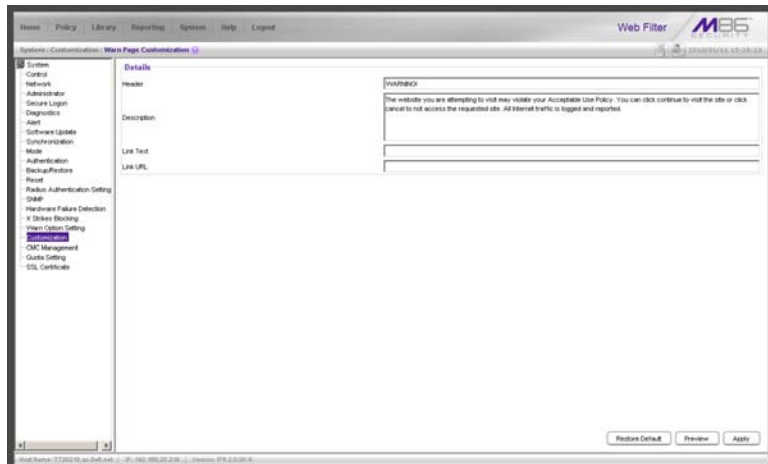 Home Policy Library Reporting System Help Logout
Web Filter
M86
SECURITY
System : Customization : Warn Page Customization
System
Control
Network
Administrator
Secure Logon
Diagnostics
Alert
Software Update
Synchronization
Mode
Authentication
Backup/Restore
Reset
Radius Authentication Setting
SNMP
Hardware Failure Detection
X Strikes Blocking
Warn Option Setting
Customization
CMC Management
Quota Setting
SSL Certificate
Details
Header
WARNING!
Description
The website you are attempting to visit may violate your Acceptable Use Policy. You can click continue to visit the site or click
cancel to not access the requested site. All Internet traffic is logged and reported.
Link Text
Link URL
Restore Default Preview Apply
Host Name: IP: Version: